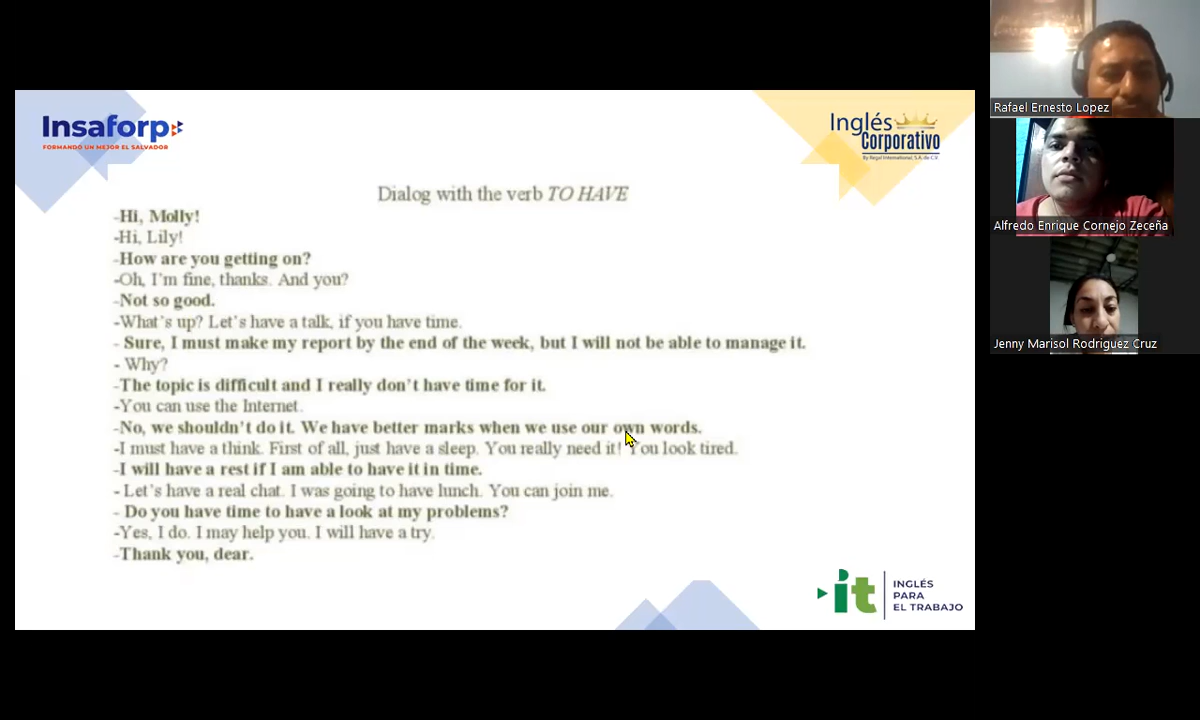 Insaforp
FORMANDO UN MEJOR EL SALVADOR
Inglés
Corporativo
By Regal International, S.A. de C.V.
Dialog with the verb TO HAVE
-Hi, Molly!
-Hi, Lily!
-How are you getting on?
-Oh, I'm fine, thanks. And you?
-Not so good.
-What's up? Let's have a talk, if you have time.
- Sure, I must make my report by the end of the week, but I will not be able to manage it.
- Why?
-The topic is difficult and I really don't have time for it.
-You can use the Internet.
-No, we shouldn't do it. We have better marks when we use our own words.
-I must have a think. First of all, just have a sleep. You really need it! You look tired.
-I will have a rest if I am able to have it in time.
- Let's have a real chat. I was going to have lunch. You can join me.
- Do you have time to have a look at my problems?
-Yes, I do. I may help you. I will have a try.
-Thank you, dear.
it
INGLÉS
PARA
EL TRABAJO
Rafael Ernesto Lopez
Alfredo Enrique Cornejo Zeceña
Jenny Marisol Rodriguez Cruz